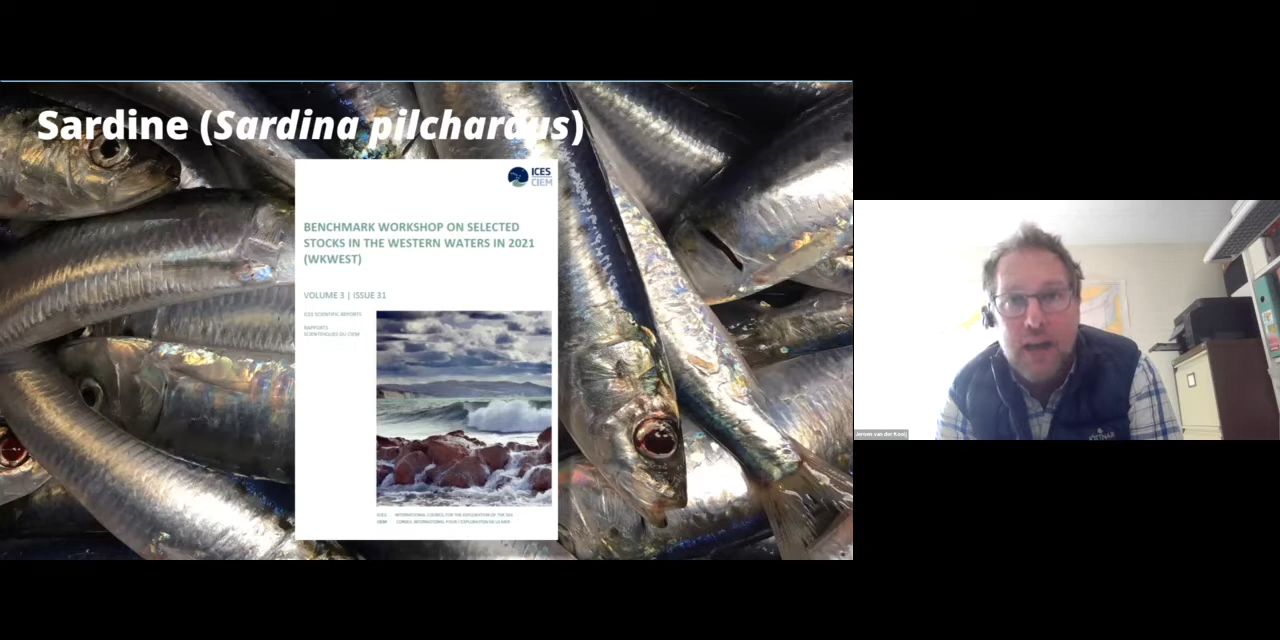 Sardine (Sardina pilchardus)
ICES
CIEM
BENCHMARK WORKSHOP ON SELECTED
STOCKS IN THE WESTERN WATERS IN 2021
(WKWEST)
VOLUME 3 | ISSUE 31
ICES SCIENTIFIC REPORTS
RAPPORTS
SCIENTIFIQUES DU CIEM
ICES INTERNATIONAL COUNCIL FOR THE EXPLORATION OF THE SEA
CIEM CONSEIL INTERNATIONAL POUR L'EXPLORATION DE LA MER
Jeroen van der Kooij